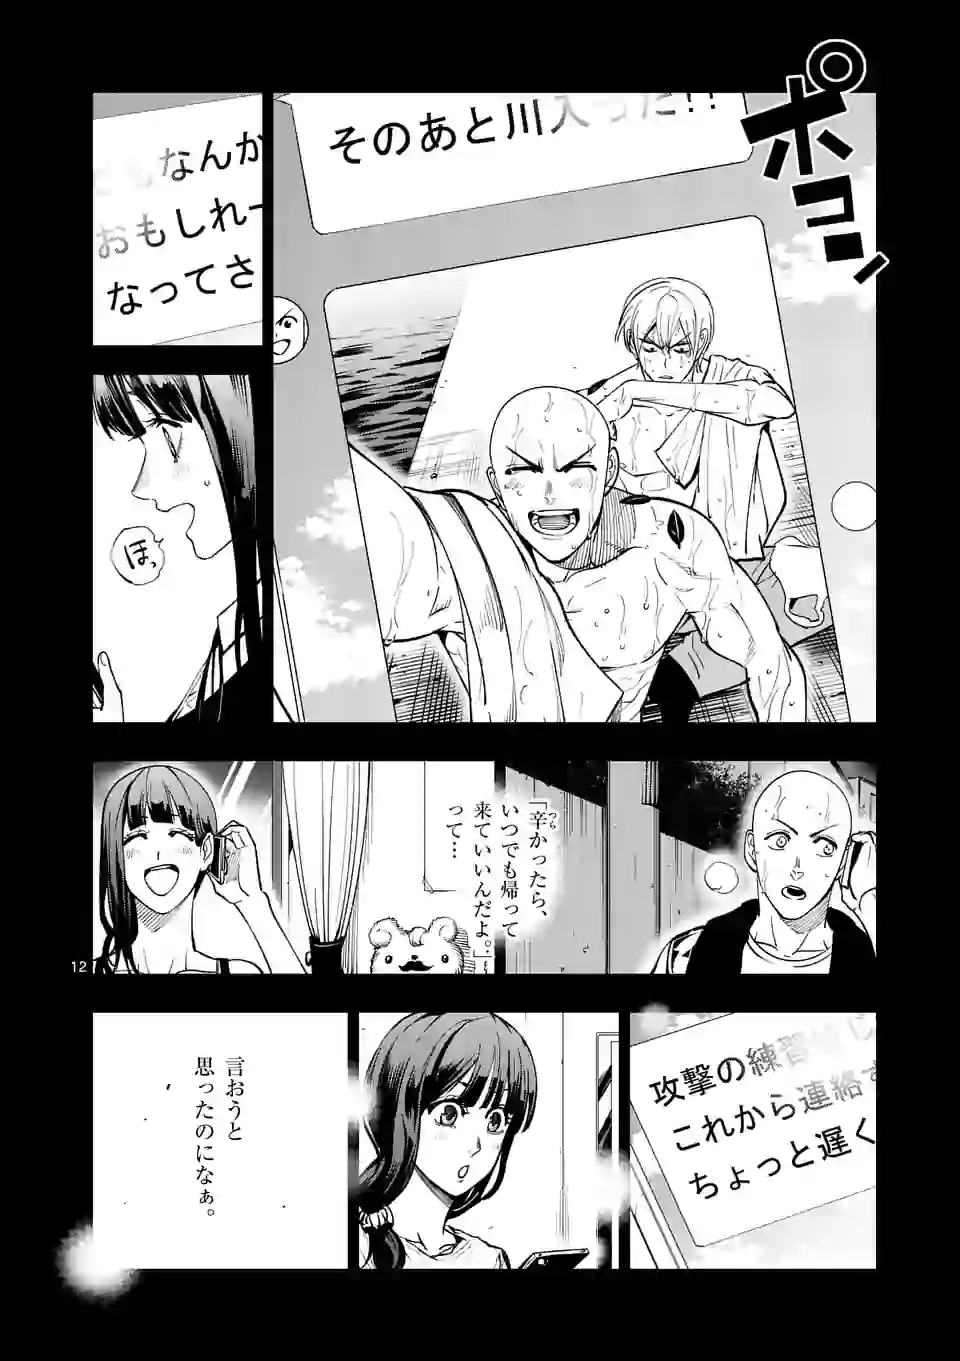 ポコン
そのあと川入った!!
なんか
おもしれー
なってさ
ほっ
「辛かったら、
つら
いつでも帰って
来ていいんだよ。」
って…
12
攻撃の練習
これから連絡す
ちょっと遅く
言おうと
思ったのになぁ。